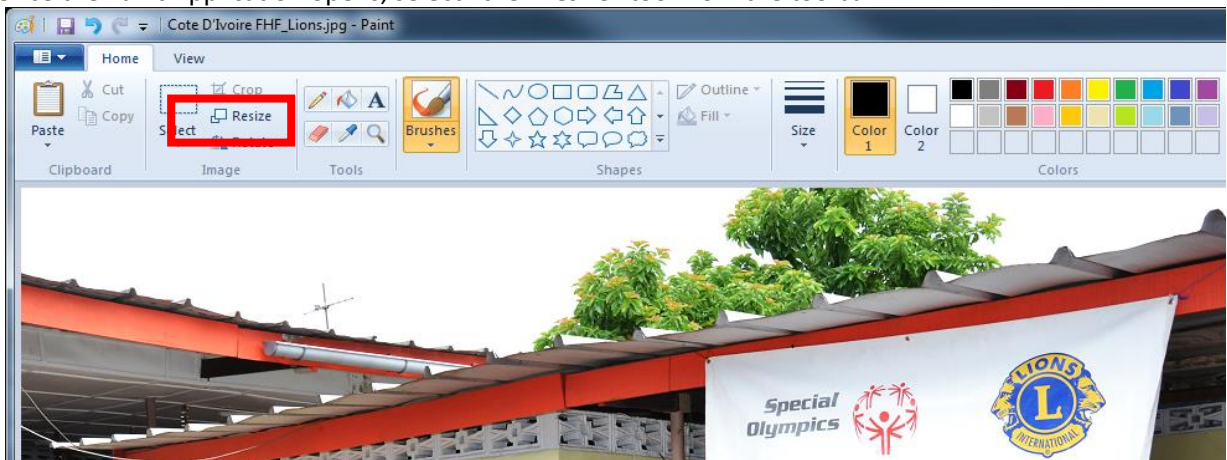 Cote D'Ivoire FHF_Lions.jpg - Paint
Home View
Cut
Copy
Paste
Clipboard
Select
Crop
Resize
Rotate
Image
A
Tools
Brushes
Outline
Fill
Shapes
Size
Color 1
Color 2
Colors
Special
Olympics
LIONS
L
INTERNATIONAL